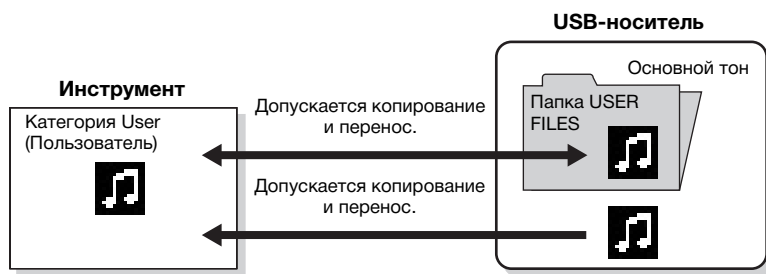 USB-носитель
Основной тон
Инструмент
Папка USER
FILES
Категория User
(Пользователь)
Допускается копирование
и перенос.
Допускается копирование
и перенос.